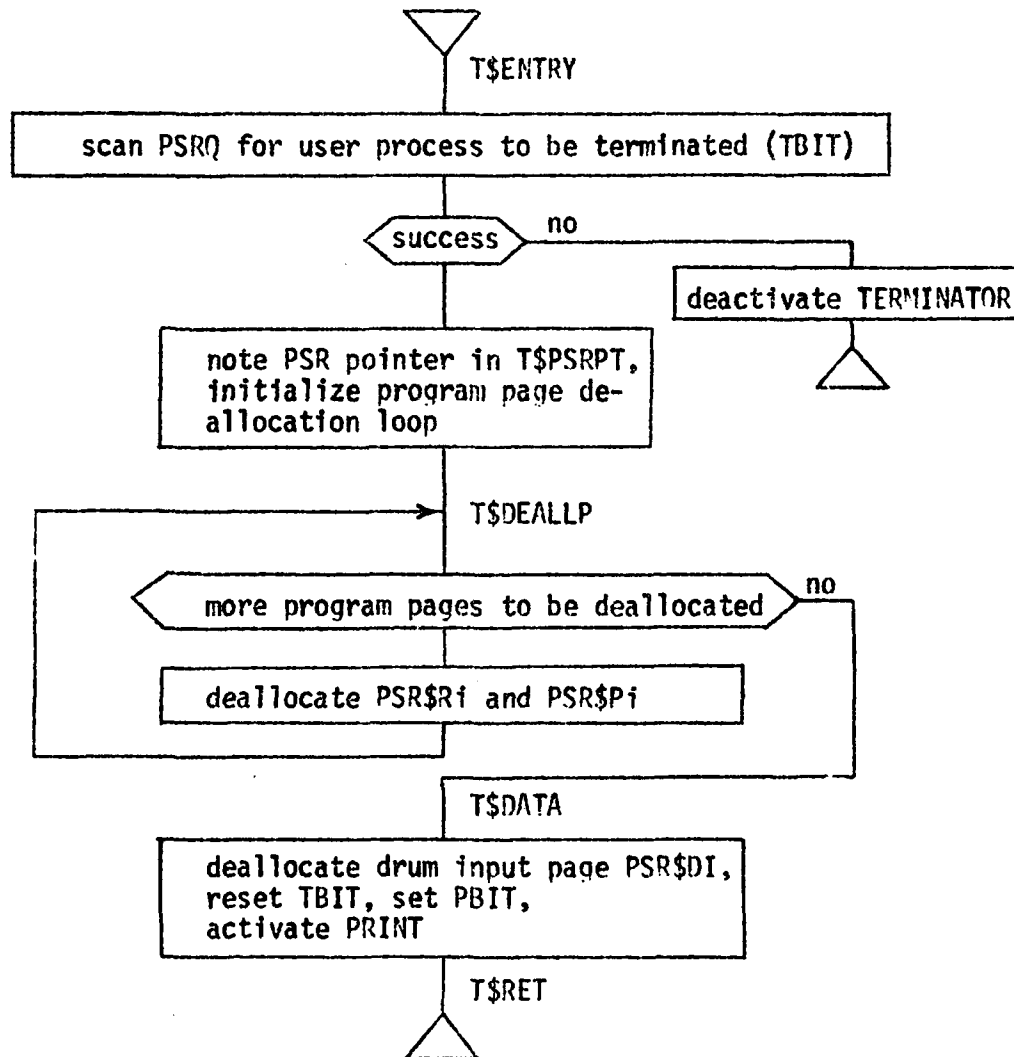 T$ENTRY
scan PSRQ for user process to be terminated (TBIT)
success
no
deactivate TERMINATOR
note PSR pointer in T$PSRPT,
initialize program page de-
allocation loop
T$DEALLP
more program pages to be deallocated
no
deallocate PSR$Ri and PSR$Pi
T$DATA
deallocate drum input page PSR$DI,
reset TBIT, set PBIT,
activate PRINT
T$RET